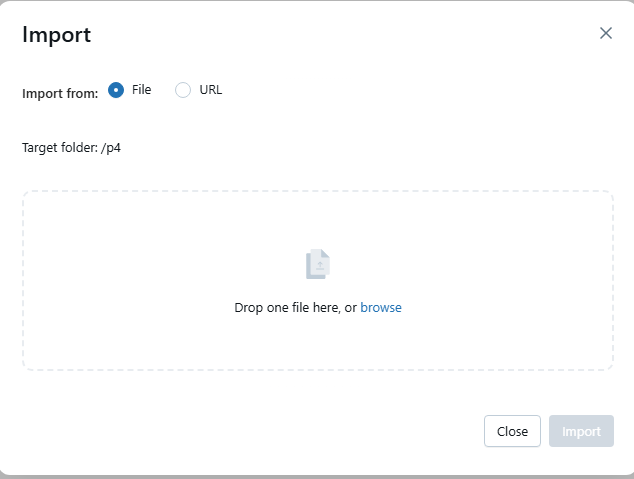 Import
Import from: File URL
Target folder: /p4
Drop one file here, or browse
Close Import